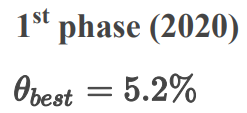 1st phase (2020)
θbest = 5.2%